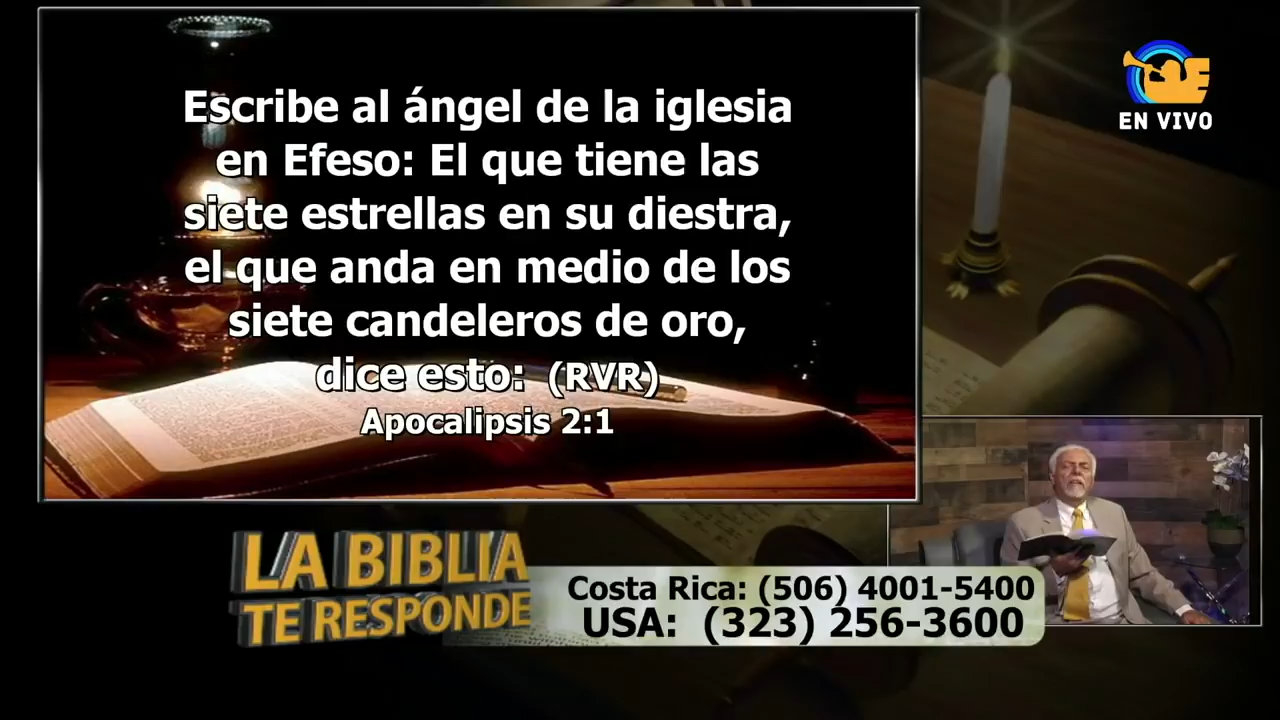 Escribe al ángel de la iglesia
en Efeso: El que tiene las
siete estrellas en su diestra,
el que anda en medio de los
siete candeleros de oro,
dice esto: (RVR)
Apocalipsis 2:1
E
EN VIVO
LA BIBLIA
TE RESPONDE
Costa Rica: (506) 4001-5400
USA: (323) 256-3600